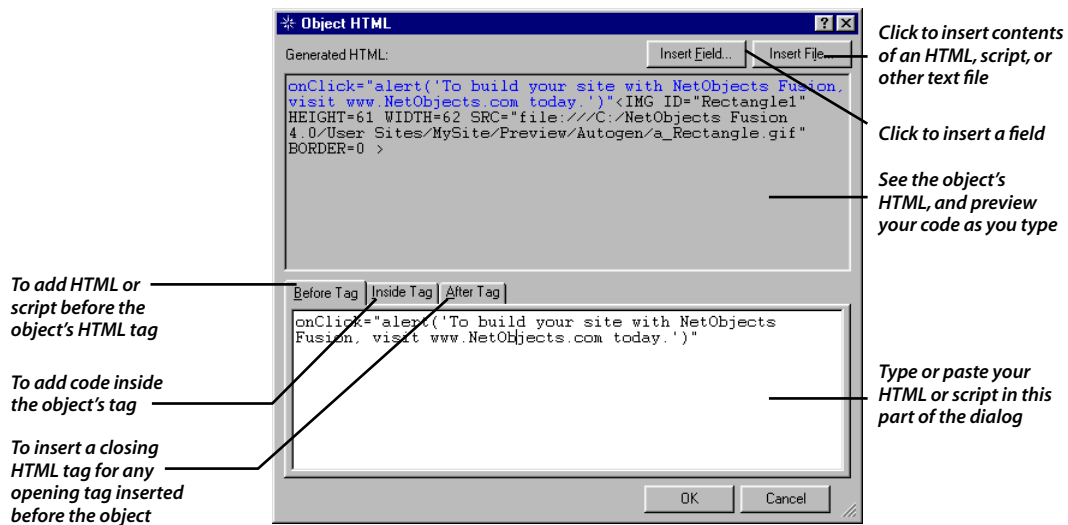 Object HTML
Generated HTML:
Insert Field...
Insert File...
onClick="alert('To build your site with NetObjects Fusion,
visit www.NetObjects.com today.')"<IMG ID="Rectangle1"
HEIGHT=61 WIDTH=62 SRC="file:///C:/NetObjects Fusion
4.0/User Sites/MySite/Preview/Autogen/a_Rectangle.gif"
BORDER=0 >
Click to insert contents
of an HTML, script, or
other text file
Click to insert a field
See the object's
HTML, and preview
your code as you type
To add HTML or
script before the
object's HTML tag
Before Tag
Inside Tag
After Tag
onClick="alert('To build your site with NetObjects
Fusion, visit www.NetObjects.com today.')"
To add code inside
the object's tag
Type or paste your
HTML or script in this
part of the dialog
To insert a closing
HTML tag for any
opening tag inserted
before the object
OK
Cancel